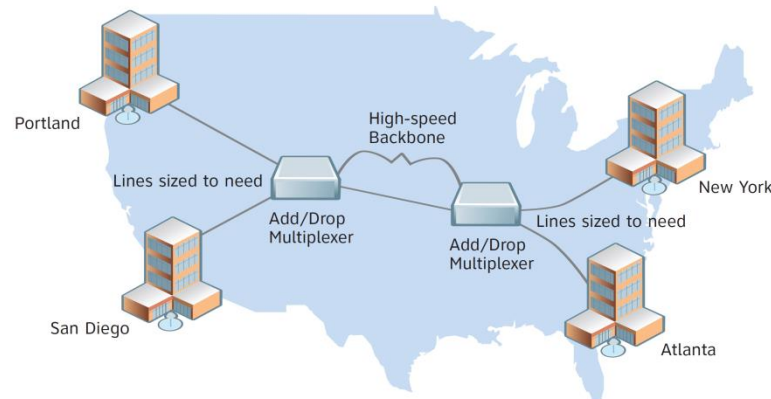 High-speed
Backbone
Portland
Lines sized to need
New York
Add/Drop
Multiplexer
Lines sized to need
Add/Drop
Multiplexer
San Diego
Atlanta